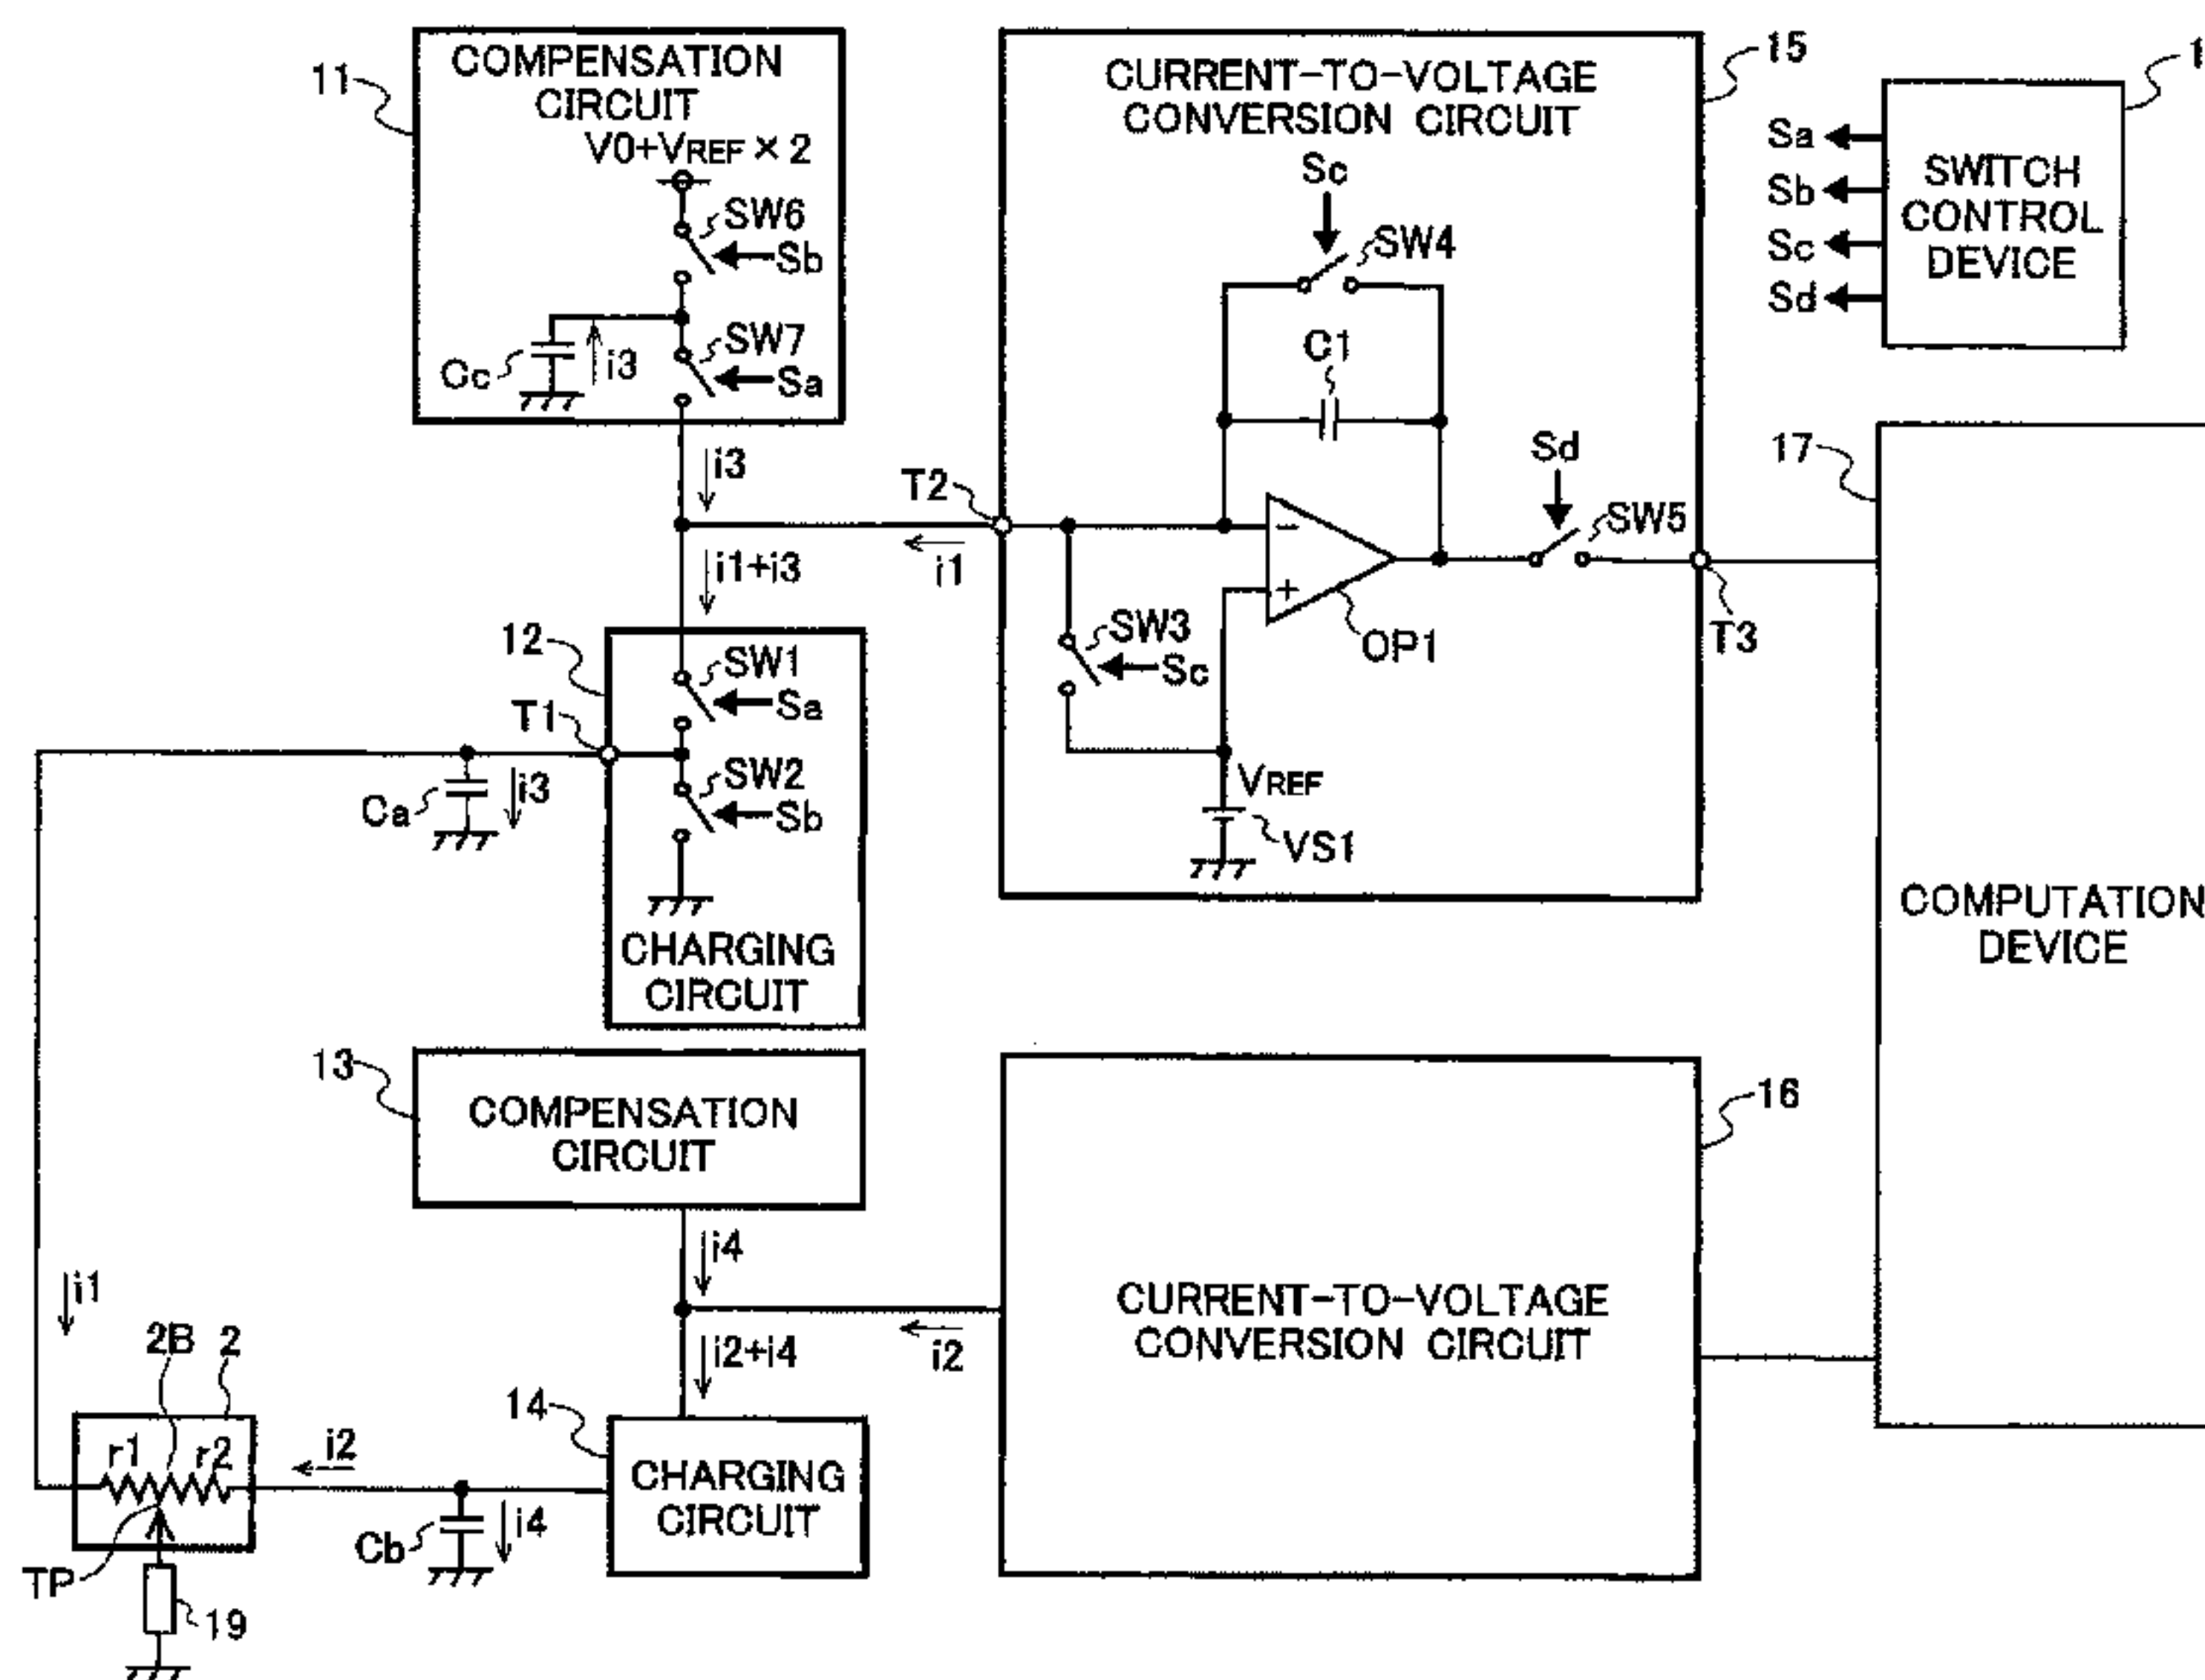 11
COMPENSATION
CIRCUIT
V0+VREF × 2
SW6
Sb
SW7
Sa
Cc
i3
i3
i1+i3
15
CURRENT-TO-VOLTAGE
CONVERSION CIRCUIT
Sc
SW4
C1
Sd
T2
i1
SW5
SW3
Sc
OP1
T3
VREF
VS1
1
Sa
Sb
Sc
Sd
SWITCH
CONTROL
DEVICE
17
COMPUTATION
DEVICE
12
SW1
Sa
T1
SW2
Sb
Ca
i3
CHARGING
CIRCUIT
13
COMPENSATION
CIRCUIT
i4
i2+i4
i2
16
CURRENT-TO-VOLTAGE
CONVERSION CIRCUIT
14
CHARGING
CIRCUIT
i1
2B
2
r1
r2
i2
Cb
i4
TP
19
−
+